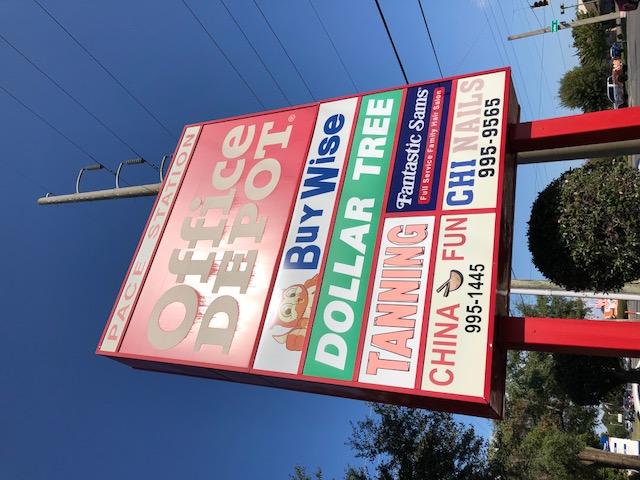 PACE STATION
Office
DEPOT®
Buy Wise
DOLLAR TREE
TANNING
Fantastic Sams
Full Service Family Hair Salon
CHINA FUN
995-1445
CHI NAILS
995-9565